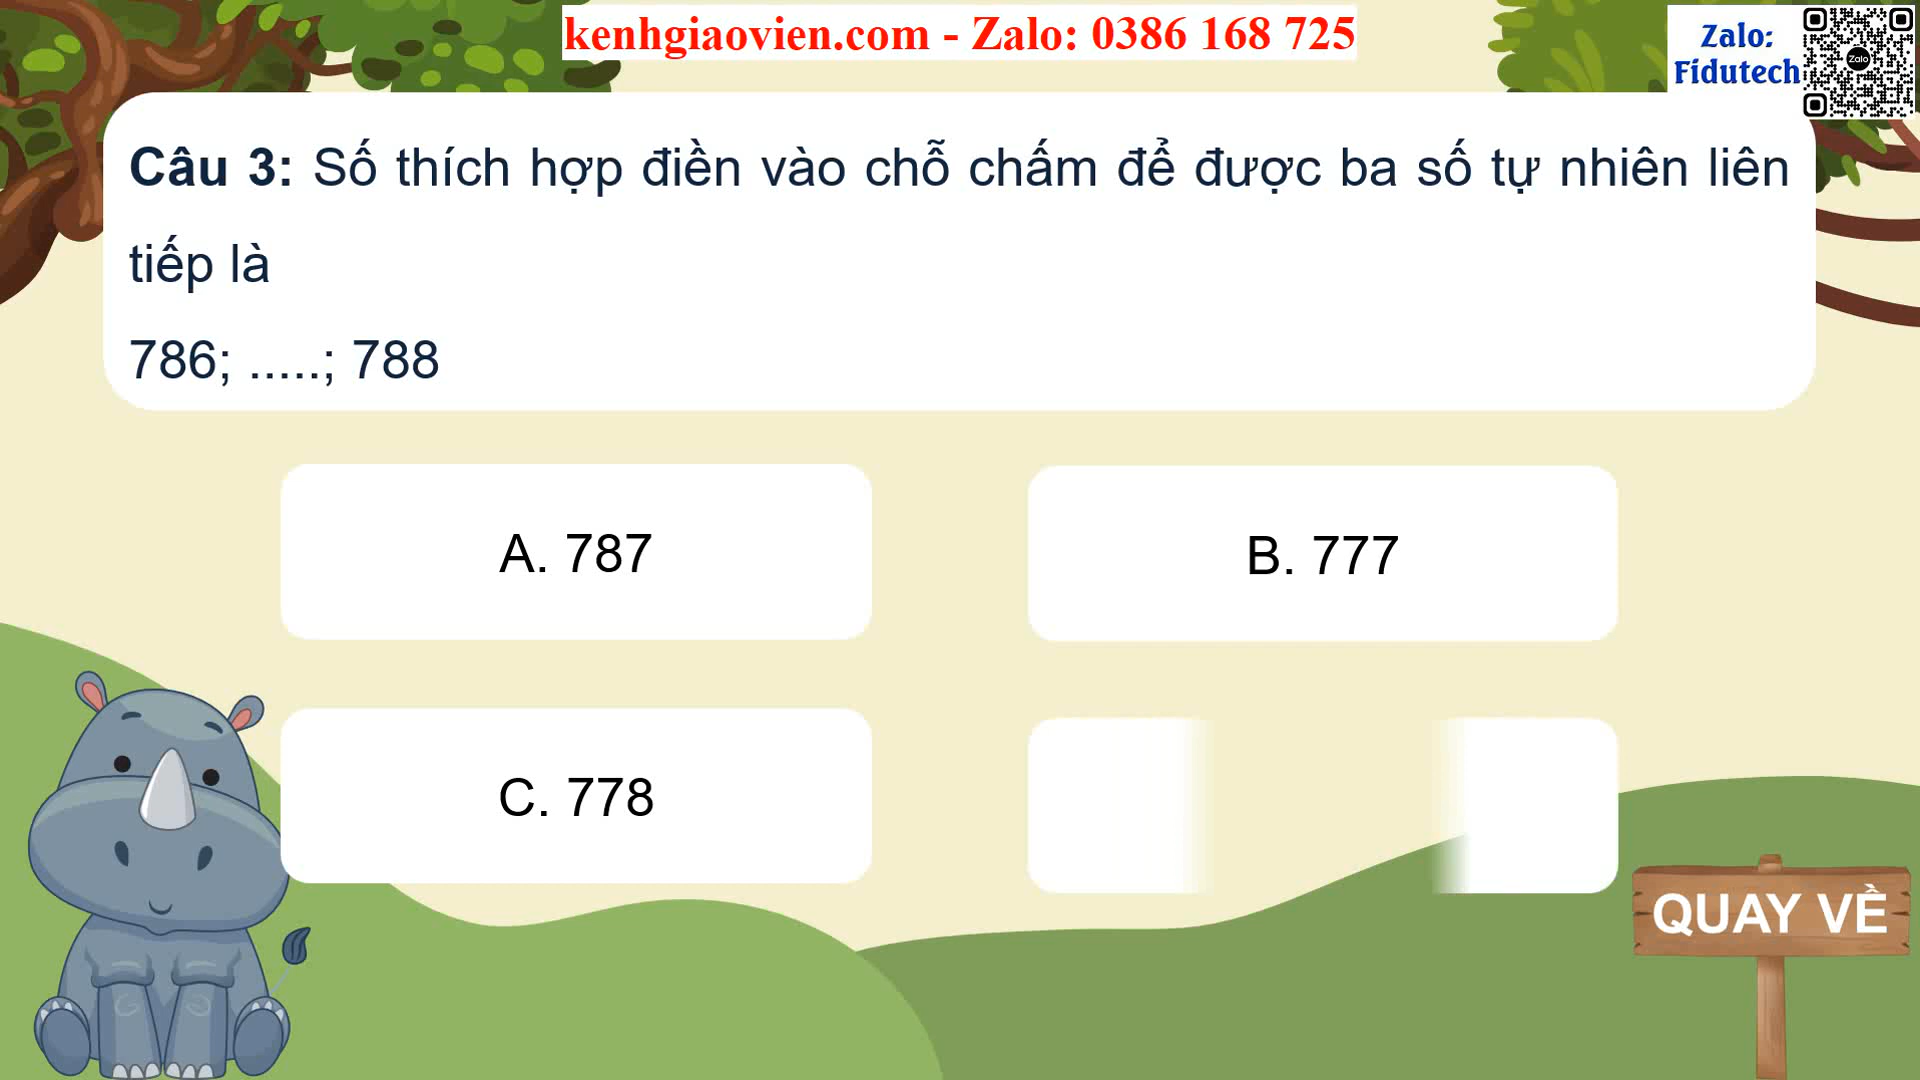 kenhgiaovien.com - Zalo: 0386 168 725
Zalo:
Fidutech
Zalo
Câu 3: Số thích hợp điền vào chỗ chấm để được ba số tự nhiên liên
tiếp là
786; .....; 788
A. 787
B. 777
C. 778
QUAY VỀ